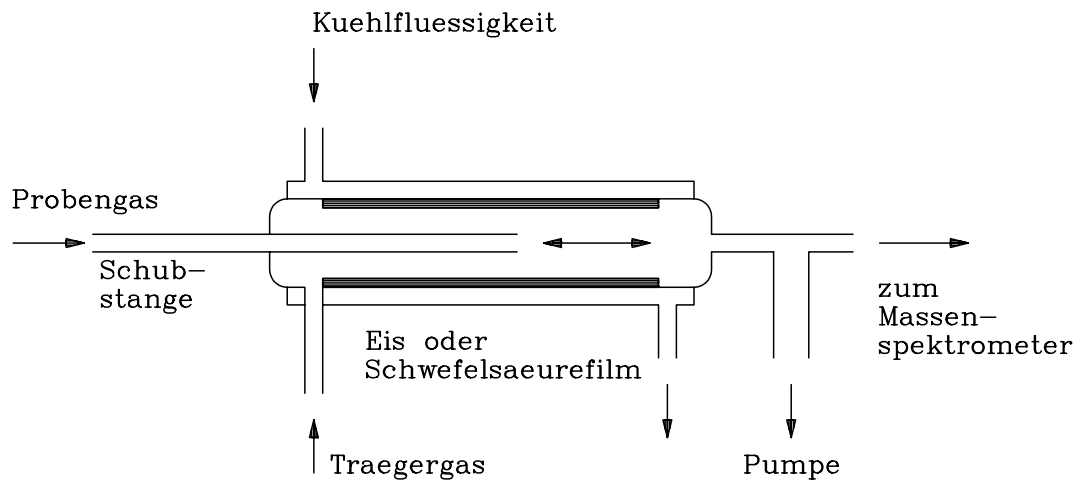 Kuehlfluessigkeit
Probengas
Schub-
stange
zum
Massen-
spektrometer
Eis oder
Schwefelsaeurefilm
Traegergas
Pumpe